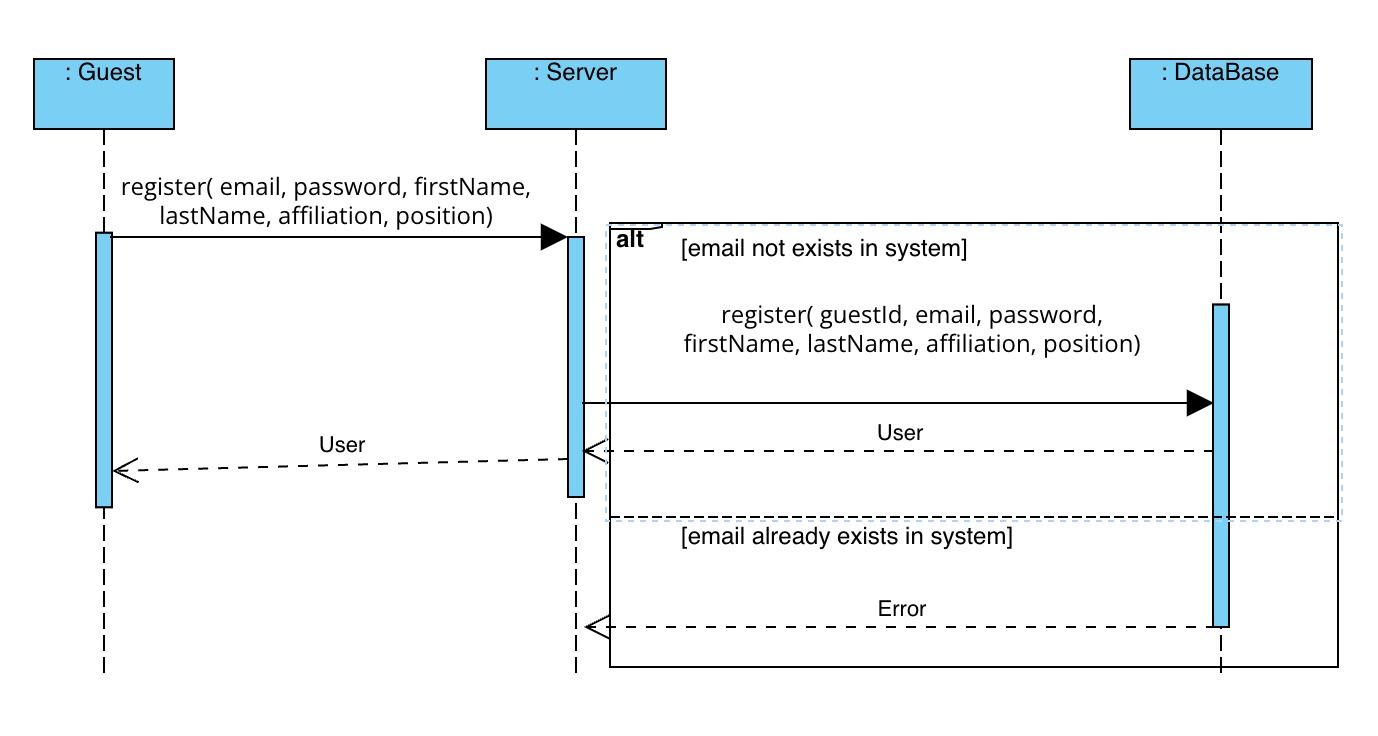 : Guest
: Server
: DataBase
register( email, password, firstName,
lastName, affiliation, position)
alt
[email not exists in system]
register( guestId, email, password,
firstName, lastName, affiliation, position)
User
User
[email already exists in system]
Error